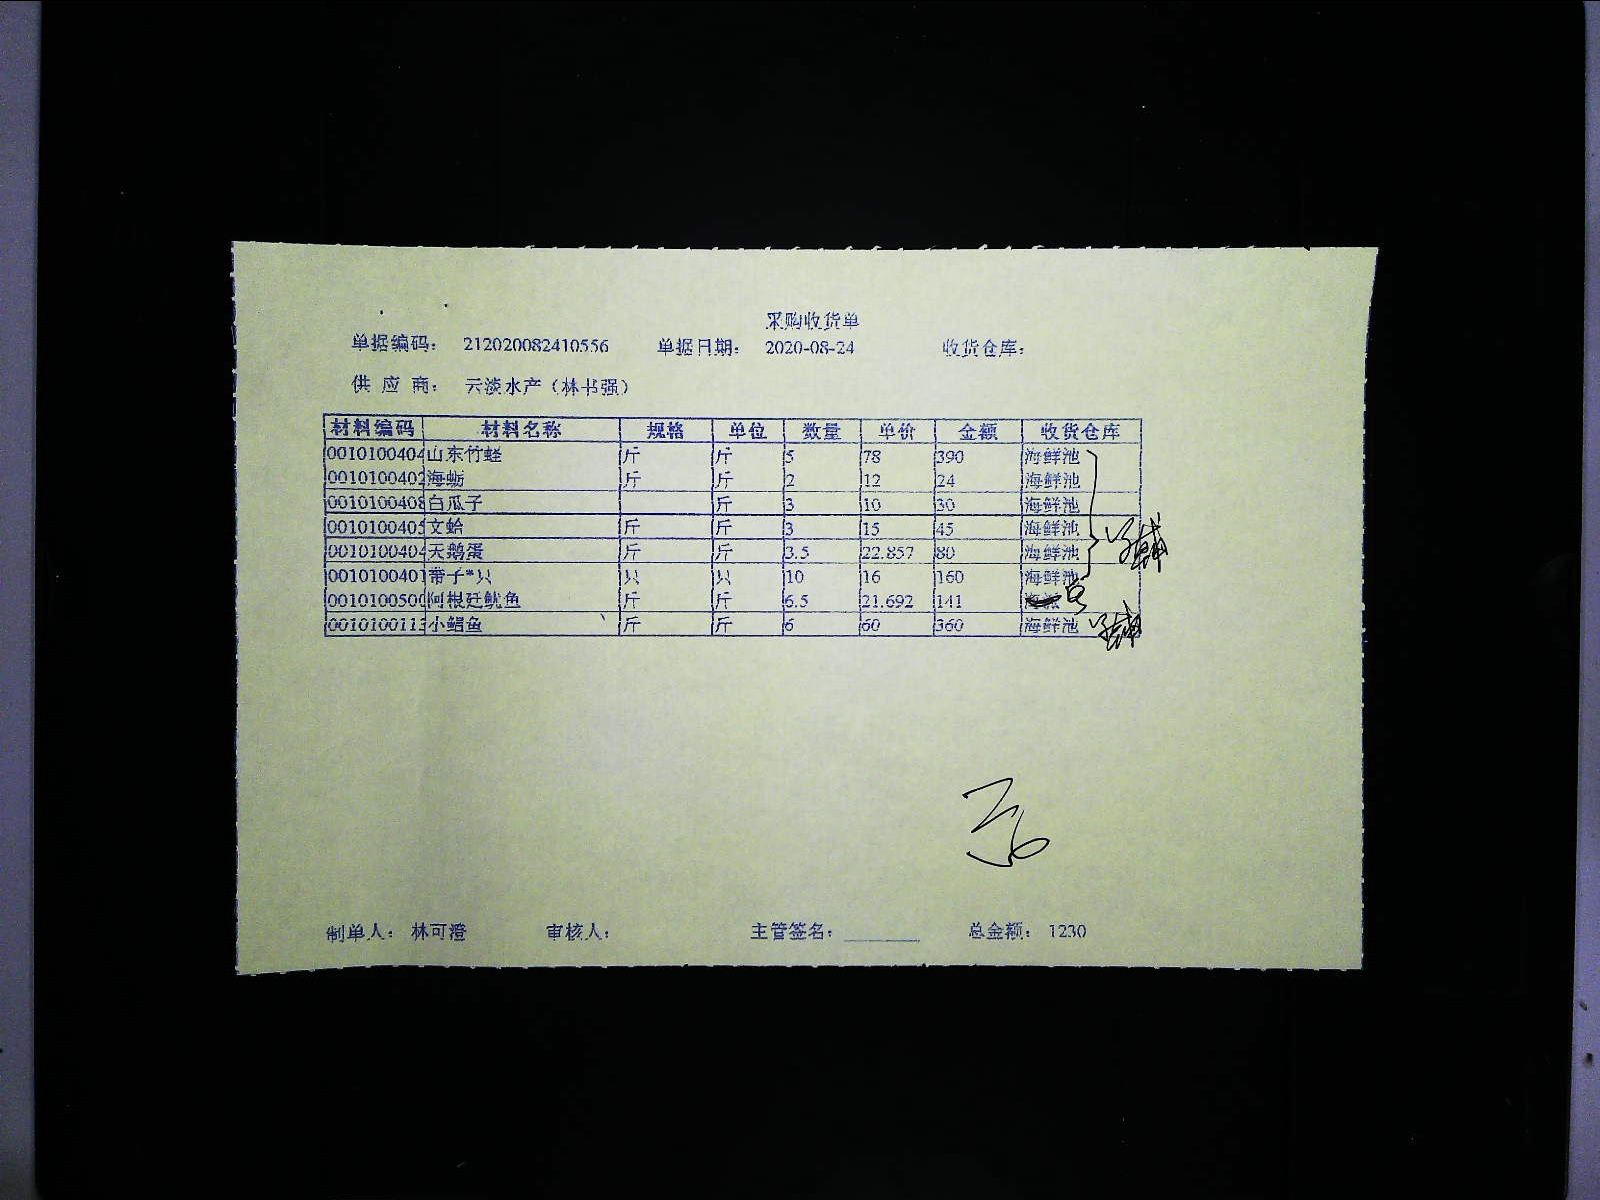 采购收货单
单据编码： 212020082410556 单据日期： 2020-08-24 收货仓库：
供 应 商： 云淡水产（林书强）
材料编码 材料名称 规格 单位 数量 单价 金额 收货仓库
0010100404 山东竹蛏 斤 斤 5 78 390 海鲜池
0010100402 海蛎 斤 斤 2 12 24 海鲜池
0010100408 白瓜子 斤 3 10 30 海鲜池
0010100405 文蛤 斤 斤 3 15 45 海鲜池
0010100404 天鹅蛋 斤 斤 3.5 22.857 80 海鲜池
0010100401 带子*只 只 只 10 16 160 海鲜池
0010100500 阿根廷鱿鱼 斤 斤 6.5 21.692 141
0010100113 小鲳鱼 斤 斤 6 60 360 海鲜池
制单人： 林可澄 审核人： 主管签名： 总金额： 1230